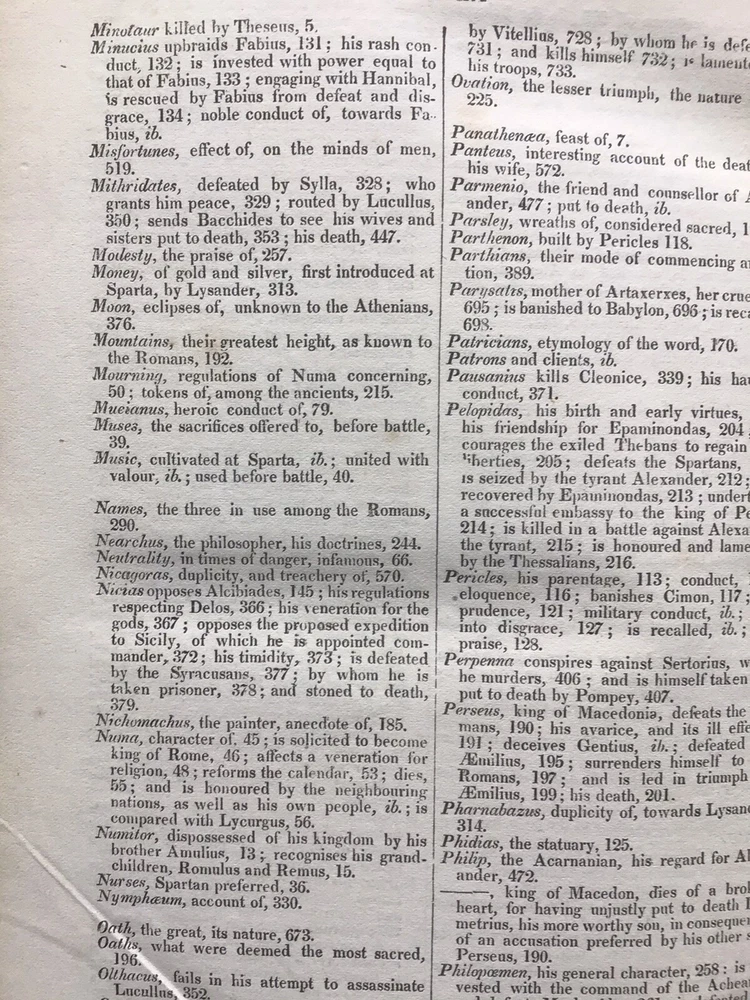 Minotaur killed by Theseus, 5.
Minucius upbraids Fabius, 131; his rash con-
duct, 132; is invested with power equal to
that of Fabius, 133; engaging with Hannibal,
is rescued by Fabius from defeat and dis-
grace, 134; noble conduct of, towards Fa-
bius, ib.
Misfortunes, effect of, on the minds of men,
519.
Mithridates, defeated by Sylla, 328; who
grants him peace, 329; routed by Lucullus,
350; sends Bacchides to see his wives and
sisters put to death, 353; his death, 447.
Modesty, the praise of, 257.
Money, of gold and silver, first introduced at
Sparta, by Lysander, 313.
Moon, eclipses of, unknown to the Athenians,
376.
Mountains, their greatest height, as known to
the Romans, 192.
Mourning, regulations of Numa concerning,
50; tokens of, among the ancients, 215.
Mueianus, heroic conduct of, 79.
Muses, the sacrifices offered to, before battle,
39.
Music, cultivated at Sparta, ib.; united with
valour, ib.; used before battle, 40.
Names, the three in use among the Romans,
290.
Nearchus, the philosopher, his doctrines, 244.
Neutrality, in times of danger, infamous, 66.
Nicagoras, duplicity, and treachery of, 570.
Nicias opposes Alcibiades, 145; his regulations
respecting Delos, 366; his veneration for the
gods, 367; opposes the proposed expedition
to Sicily, of which he is appointed com-
mander, 372; his timidity, 373; is defeated
by the Syracusans, 377; by whom he is
taken prisoner, 378; and stoned to death,
379.
Nichomachus, the painter, anecdote of, 185.
Numa, character of, 45; is solicited to become
king of Rome, 46; affects a veneration for
religion, 48; reforms the calendar, 53; dies,
55; and is honoured by the neighbouring
nations, as well as his own people, ib.; is
compared with Lycurgus, 56.
Numitor, dispossessed of his kingdom by his
brother Amulius, 13; recognises his grand-
children, Romulus and Remus, 15.
Nurses, Spartan preferred, 36.
Nymphæum, account of, 330.
Oath, the great, its nature, 673.
Oaths, what were deemed the most sacred,
196.
Olthacus, fails in his attempt to assassinate
Lucullus, 352.
by Vitellius, 728; by whom he is defe
731; and kills himself 732; is lament
his troops, 733.
Ovation, the lesser triumph, the nature
225.
Panathenæa, feast of, 7.
Panteus, interesting account of the deat
his wife, 572.
Parmenio, the friend and counsellor of A
ander, 477; put to death, ib.
Parsley, wreaths of, considered sacred, 1
Parthenon, built by Pericles 118.
Parthians, their mode of commencing a
tion, 389.
Parysatis, mother of Artaxerxes, her crue
695; is banished to Babylon, 696; is reca
698.
Patricians, etymology of the word, 170.
Patrons and clients, ib.
Pausanius kills Cleonice, 339; his hau
conduct, 371.
Pelopidas, his birth and early virtues,
his friendship for Epaminondas, 204
courages the exiled Thebans to regain
liberties, 205; defeats the Spartans,
is seized by the tyrant Alexander, 212;
recovered by Epaminondas, 213; undert
a successful embassy to the king of Pe
214; is killed in a battle against Alexa
the tyrant, 215; is honoured and lame
by the Thessalians, 216.
Pericles, his parentage, 113; conduct,
eloquence, 116; banishes Cimon, 117;
prudence, 121; military conduct, ib.;
into disgrace, 127; is recalled, ib.;
praise, 128.
Perpenna conspires against Sertorius, w
he murders, 406; and is himself taken
put to death by Pompey, 407.
Perseus, king of Macedonia, defeats the
mans, 190; his avarice, and its ill effe
191; deceives Gentius, ib.; defeated
Æmilius, 195; surrenders himself to
Romans, 197; and is led in triumph
Æmilius, 199; his death, 201.
Pharnabazus, duplicity of, towards Lysand
314.
Phidias, the statuary, 125.
Philip, the Acarnanian, his regard for Al
ander, 472.
———, king of Macedon, dies of a brok
heart, for having unjustly put to death
metrius, his more worthy son, in consequen
of an accusation preferred by his other s
Perseus, 190.
Philopœmen, his general character, 258: is
vested with the command of the Achea